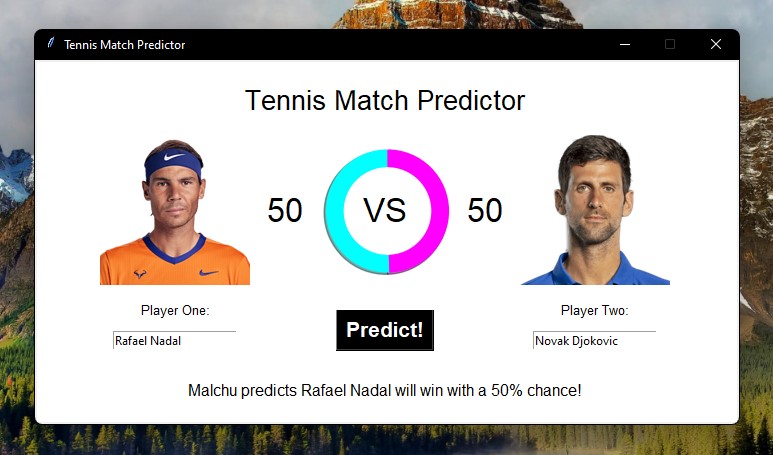 Tennis Match Predictor
Tennis Match Predictor
50 VS 50
Player One: Player Two:
Predict!
Rafael Nadal Novak Djokovic
Malchu predicts Rafael Nadal will win with a 50% chance!